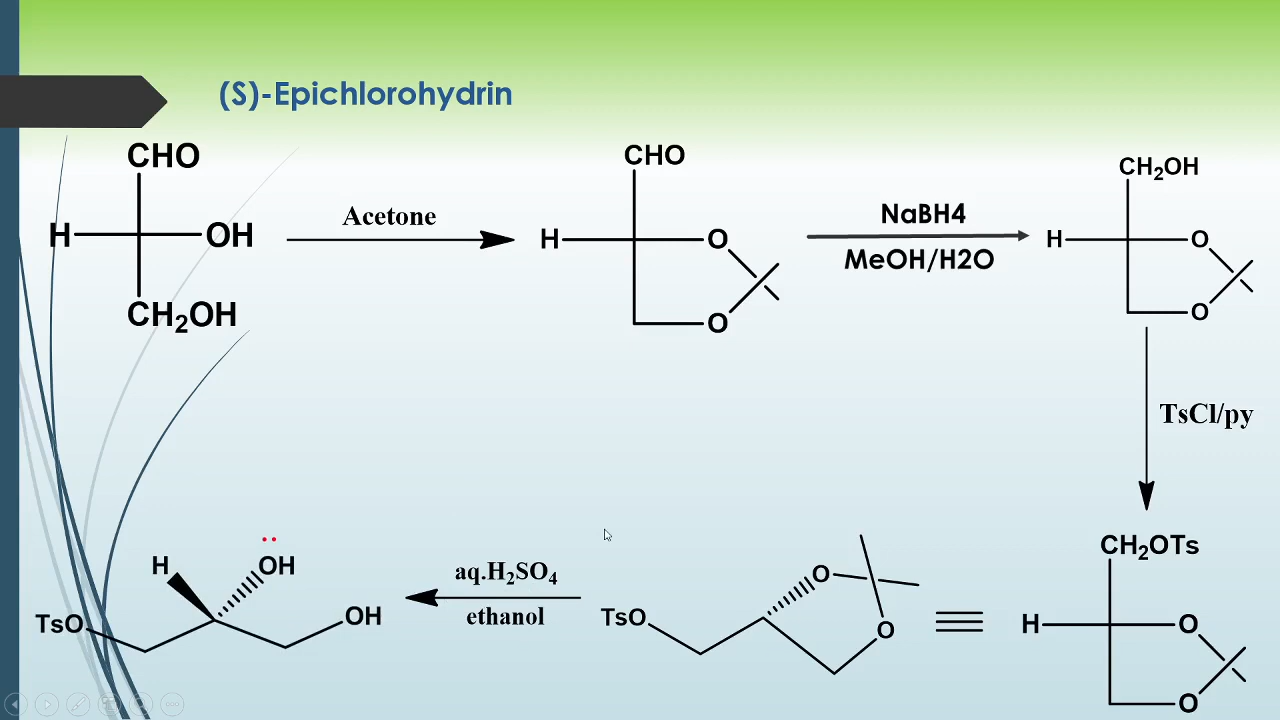 (S)-Epichlorohydrin
CHO
H
OH
CH₂OH
Acetone
CHO
H
O
O
NaBH4
MeOH/H2O
CH₂OH
H
O
O
TsCl/py
CH₂OTs
H
O
O
TsO
O
O
aq.H₂SO₄
ethanol
H
OH
TsO
OH